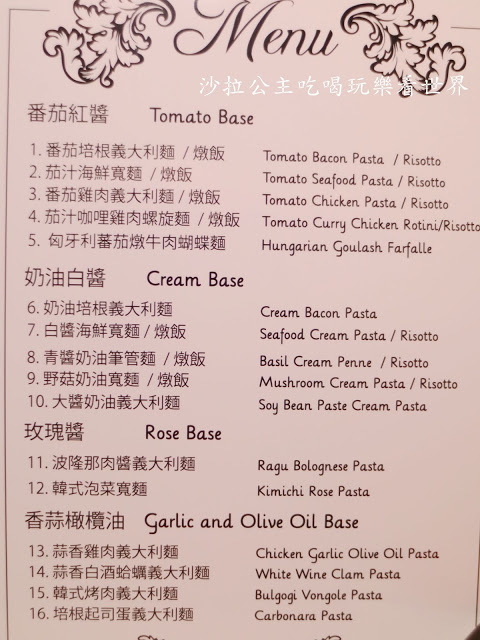 Menu
沙拉公主吃喝玩樂看世界
番茄紅醬 Tomato Base
1. 番茄培根義大利麵 / 燉飯 Tomato Bacon Pasta / Risotto
2. 茄汁海鮮寬麵 / 燉飯 Tomato Seafood Pasta / Risotto
3. 番茄雞肉義大利麵 / 燉飯 Tomato Chicken Pasta / Risotto
4. 茄汁咖哩雞肉螺旋麵 / 燉飯 Tomato Curry Chicken Rotini/Risotto
5. 匈牙利蕃茄燉牛肉蝴蝶麵 Hungarian Goulash Farfalle
奶油白醬 Cream Base
6. 奶油培根義大利麵 Cream Bacon Pasta
7. 白醬海鮮寬麵 / 燉飯 Seafood Cream Pasta / Risotto
8. 青醬奶油筆管麵 / 燉飯 Basil Cream Penne / Risotto
9. 野菇奶油寬麵 / 燉飯 Mushroom Cream Pasta / Risotto
10. 大醬奶油義大利麵 Soy Bean Paste Cream Pasta
玫瑰醬 Rose Base
11. 波隆那肉醬義大利麵 Ragu Bolognese Pasta
12. 韓式泡菜寬麵 Kimichi Rose Pasta
香蒜橄欖油 Garlic and Olive Oil Base
13. 蒜香雞肉義大利麵 Chicken Garlic Olive Oil Pasta
14. 蒜香白酒蛤蠣義大利麵 White Wine Clam Pasta
15. 韓式烤肉義大利麵 Bulgogi Vongole Pasta
16. 培根起司蛋義大利麵 Carbonara Pasta